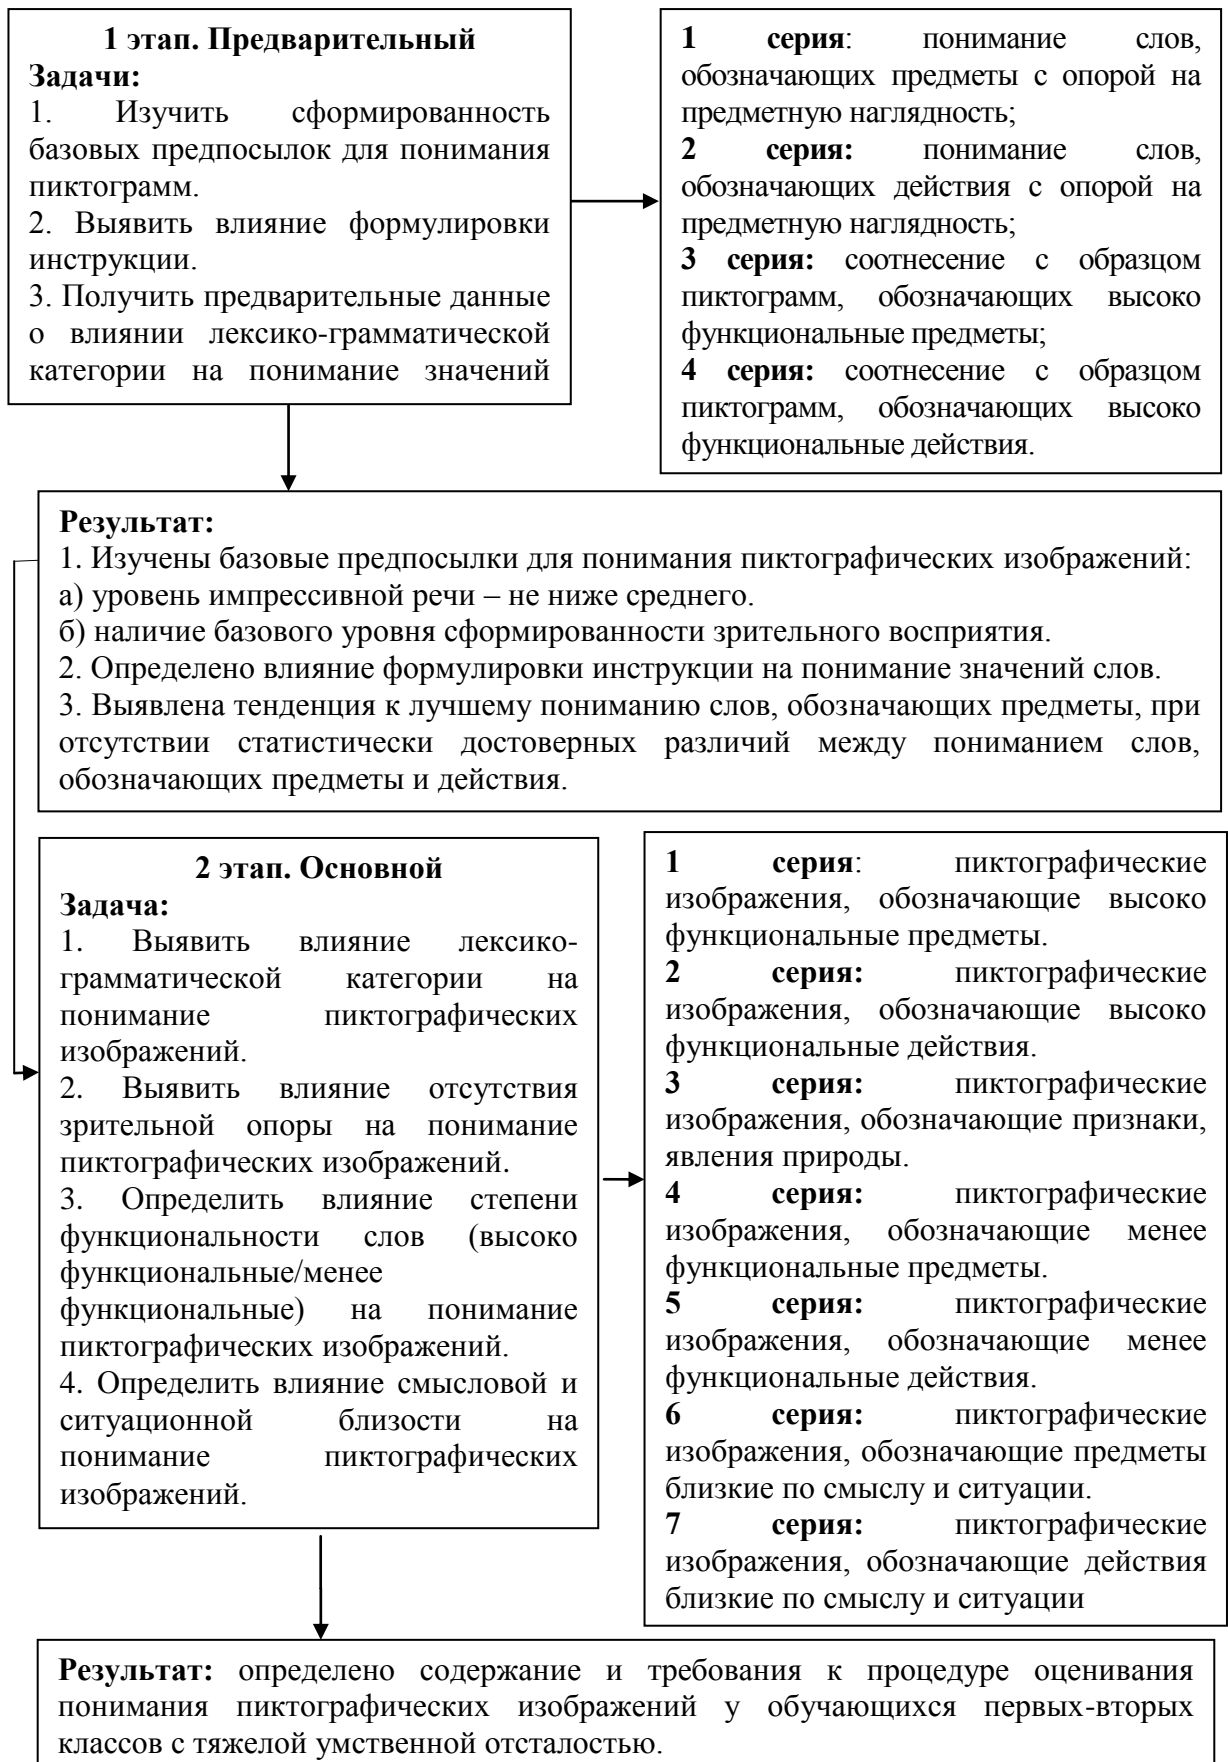 1 этап. Предварительный
Задачи:
1. Изучить сформированность
базовых предпосылок для понимания
пиктограмм.
2. Выявить влияние формулировки
инструкции.
3. Получить предварительные данные
о влиянии лексико-грамматической
категории на понимание значений
1 серия: понимание слов,
обозначающих предметы с опорой на
предметную наглядность;
2 серия: понимание слов,
обозначающих действия с опорой на
предметную наглядность;
3 серия: соотнесение с образцом
пиктограмм, обозначающих высоко
функциональные предметы;
4 серия: соотнесение с образцом
пиктограмм, обозначающих высоко
функциональные действия.
Результат:
1. Изучены базовые предпосылки для понимания пиктографических изображений:
а) уровень импрессивной речи – не ниже среднего.
б) наличие базового уровня сформированности зрительного восприятия.
2. Определено влияние формулировки инструкции на понимание значений слов.
3. Выявлена тенденция к лучшему пониманию слов, обозначающих предметы, при
отсутствии статистически достоверных различий между пониманием слов,
обозначающих предметы и действия.
2 этап. Основной
Задача:
1. Выявить влияние лексико-
грамматической категории на
понимание пиктографических
изображений.
2. Выявить влияние отсутствия
зрительной опоры на понимание
пиктографических изображений.
3. Определить влияние степени
функциональности слов (высоко
функциональные/менее
функциональные) на понимание
пиктографических изображений.
4. Определить влияние смысловой и
ситуационной близости на
понимание пиктографических
изображений.
1 серия: пиктографические
изображения, обозначающие высоко
функциональные предметы.
2 серия: пиктографические
изображения, обозначающие высоко
функциональные действия.
3 серия: пиктографические
изображения, обозначающие признаки,
явления природы.
4 серия: пиктографические
изображения, обозначающие менее
функциональные предметы.
5 серия: пиктографические
изображения, обозначающие менее
функциональные действия.
6 серия: пиктографические
изображения, обозначающие предметы
близкие по смыслу и ситуации.
7 серия: пиктографические
изображения, обозначающие действия
близкие по смыслу и ситуации
Результат: определено содержание и требования к процедуре оценивания
понимания пиктографических изображений у обучающихся первых-вторых
классов с тяжелой умственной отсталостью.